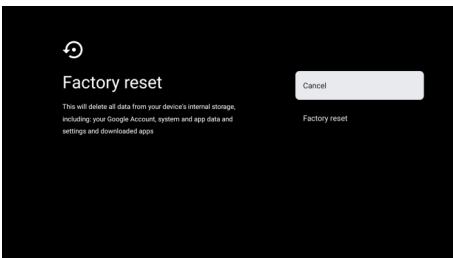 Factory reset
This will delete all data from your device's internal storage,
including: your Google Account, system and app data and
settings and downloaded apps
Cancel
Factory reset